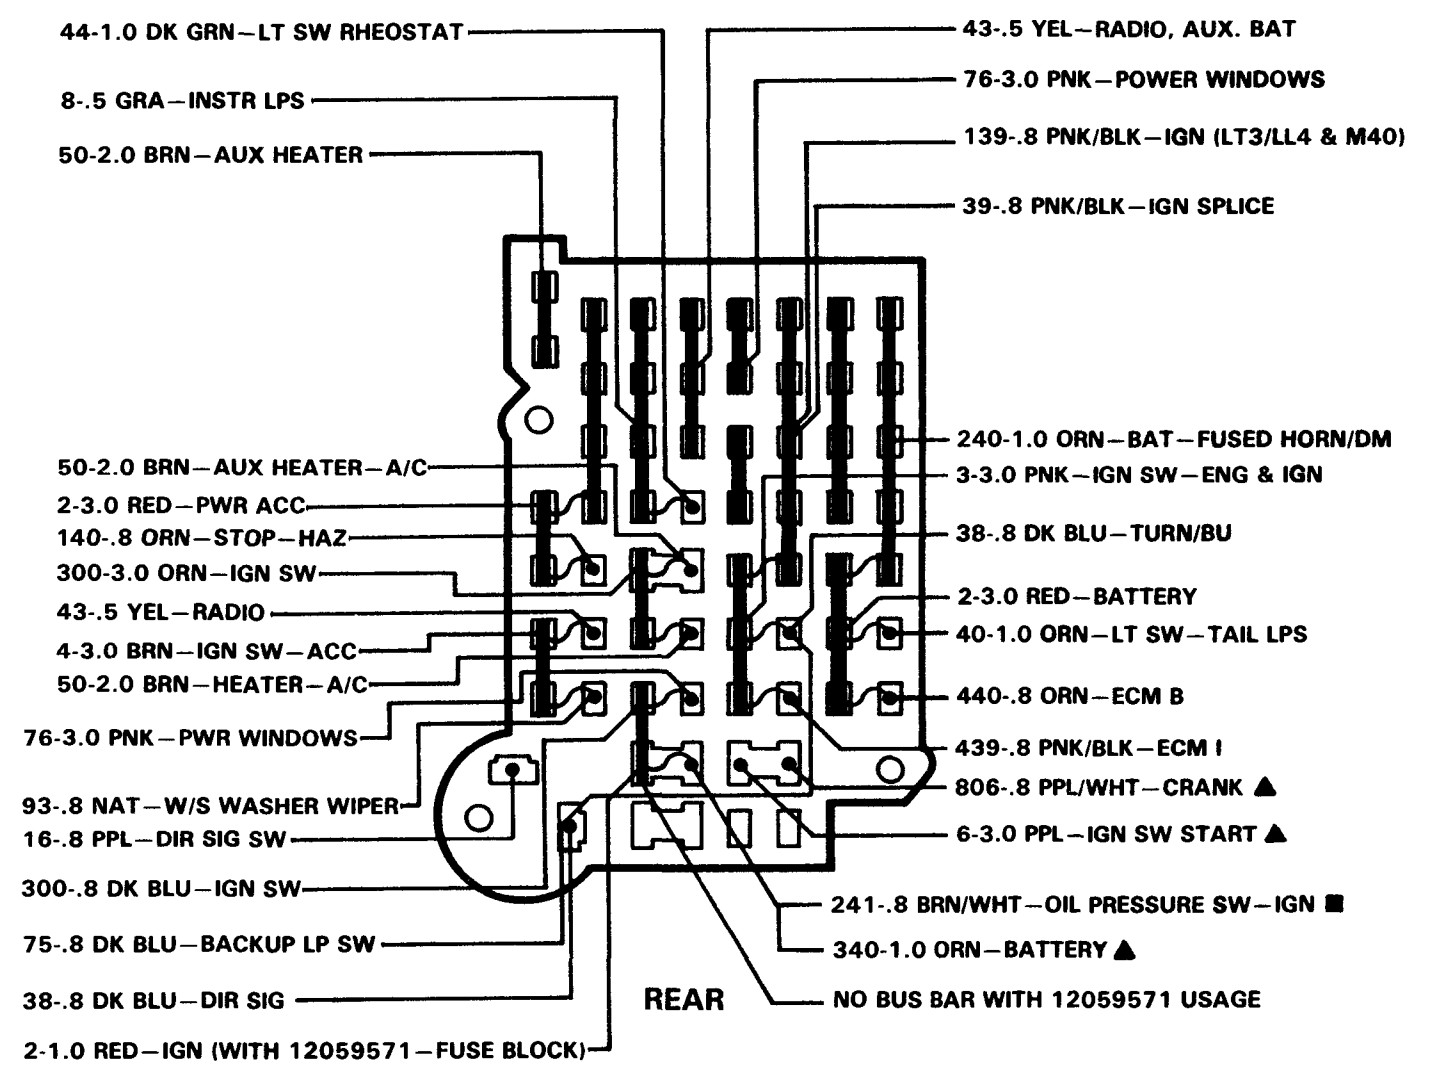 44-1.0 DK GRN—LT SW RHEOSTAT
8-.5 GRA—INSTR LPS
50-2.0 BRN—AUX HEATER
43-.5 YEL—RADIO, AUX. BAT
76-3.0 PNK—POWER WINDOWS
139-.8 PNK/BLK—IGN (LT3/LL4 & M40)
39-.8 PNK/BLK—IGN SPLICE
50-2.0 BRN—AUX HEATER—A/C
2-3.0 RED—PWR ACC
140-.8 ORN—STOP—HAZ
300-3.0 ORN—IGN SW
43-.5 YEL—RADIO
4-3.0 BRN—IGN SW—ACC
50-2.0 BRN—HEATER—A/C
76-3.0 PNK—PWR WINDOWS
93-.8 NAT—W/S WASHER WIPER
16-.8 PPL—DIR SIG SW
300-.8 DK BLU—IGN SW
75-.8 DK BLU—BACKUP LP SW
38-.8 DK BLU—DIR SIG
2-1.0 RED—IGN (WITH 12059571—FUSE BLOCK)
240-1.0 ORN—BAT—FUSED HORN/DM
3-3.0 PNK—IGN SW—ENG & IGN
38-.8 DK BLU—TURN/BU
2-3.0 RED—BATTERY
40-1.0 ORN—LT SW—TAIL LPS
440-.8 ORN—ECM B
439-.8 PNK/BLK—ECM I
806-.8 PPL/WHT—CRANK ▲
6-3.0 PPL—IGN SW START ▲
241-.8 BRN/WHT—OIL PRESSURE SW—IGN ■
340-1.0 ORN—BATTERY ▲
NO BUS BAR WITH 12059571 USAGE
REAR